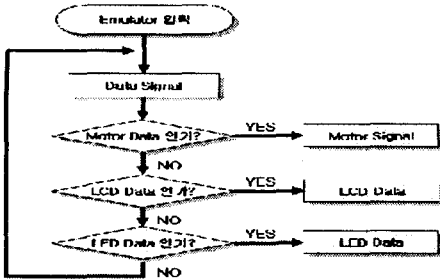 Emulator 입력
Data Signal
Motor Data 인가?
YES
Motor Signal
NO
LCD Data 인가?
YES
LCD Data
NO
LED Data 인가?
YES
LED Data
NO